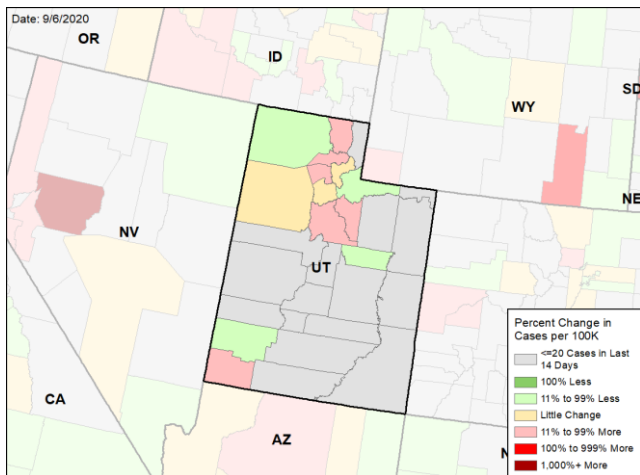 Date: 9/6/2020
OR
ID
SD
WY
NE
NV
UT
CA
AZ
N
Percent Change in
Cases per 100K
<=20 Cases in Last
14 Days
100% Less
11% to 99% Less
Little Change
11% to 99% More
100% to 999% More
1,000%+ More